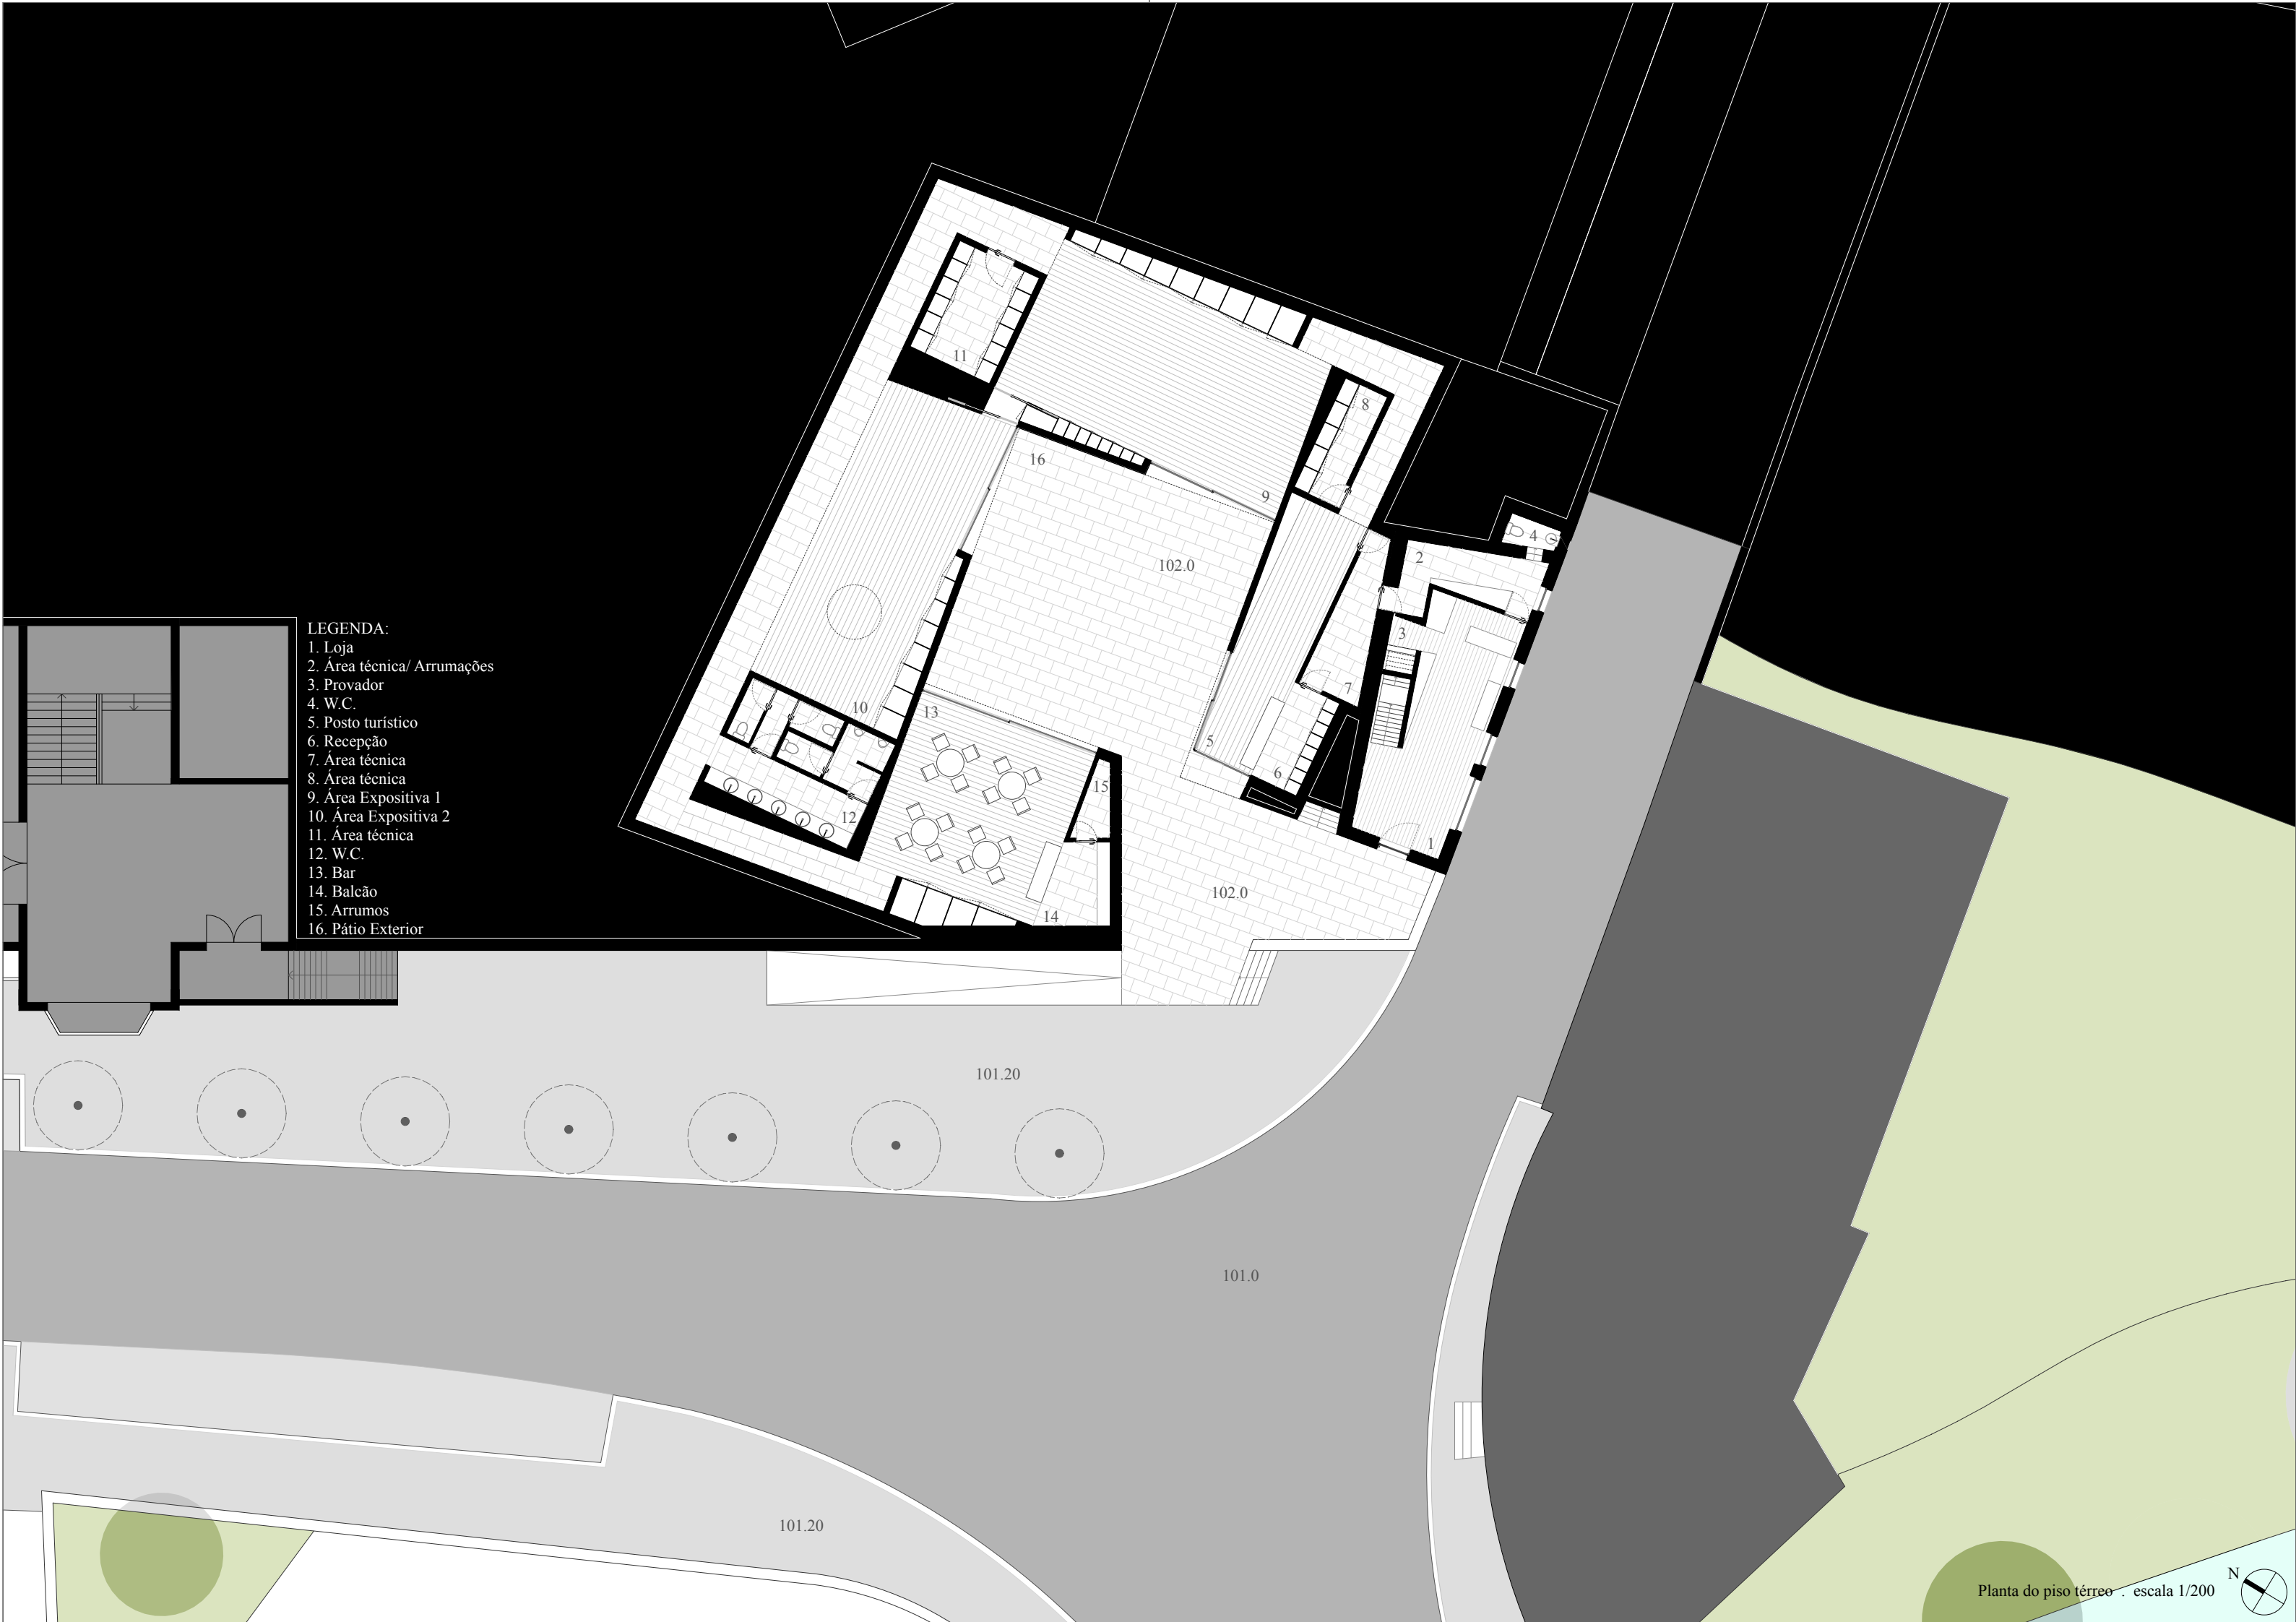 11
8
16
9
102.0
4
2
3
LEGENDA:
1. Loja
2. Área técnica/ Arrumações
3. Provador
4. W.C.
5. Posto turístico
6. Recepção
7. Área técnica
8. Área técnica
9. Área Expositiva 1
10. Área Expositiva 2
11. Área técnica
12. W.C.
13. Bar
14. Balcão
15. Arrumos
16. Pátio Exterior
7
10
13
5
6
15
12
1
102.0
14
101.20
101.0
101.20
N
Planta do piso térreo . escala 1/200